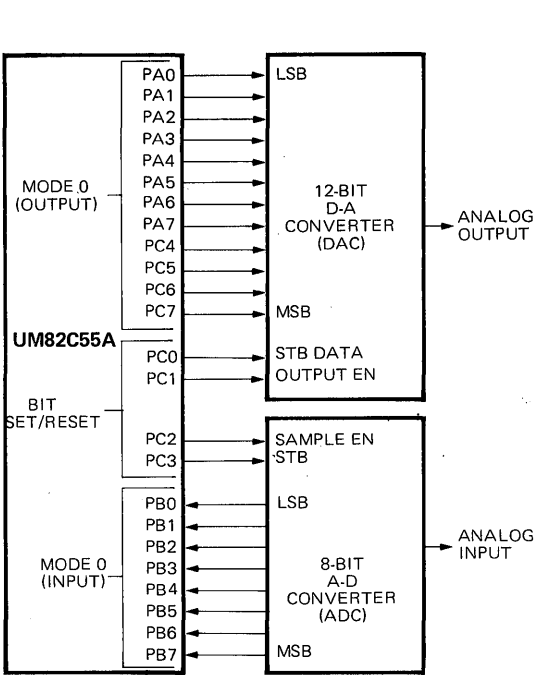 PA0
PA1
PA2
PA3
PA4
PA5
PA6
PA7
PC4
PC5
PC6
PC7
MODE 0
(OUTPUT)
UM82C55A
PC0
PC1
BIT
SET/RESET
PC2
PC3
PB0
PB1
PB2
PB3
PB4
PB5
PB6
PB7
MODE 0
(INPUT)
LSB
12-BIT
D-A
CONVERTER
(DAC)
MSB
STB DATA
OUTPUT EN
ANALOG
OUTPUT
SAMPLE EN
STB
LSB
8-BIT
A-D
CONVERTER
(ADC)
MSB
ANALOG
INPUT